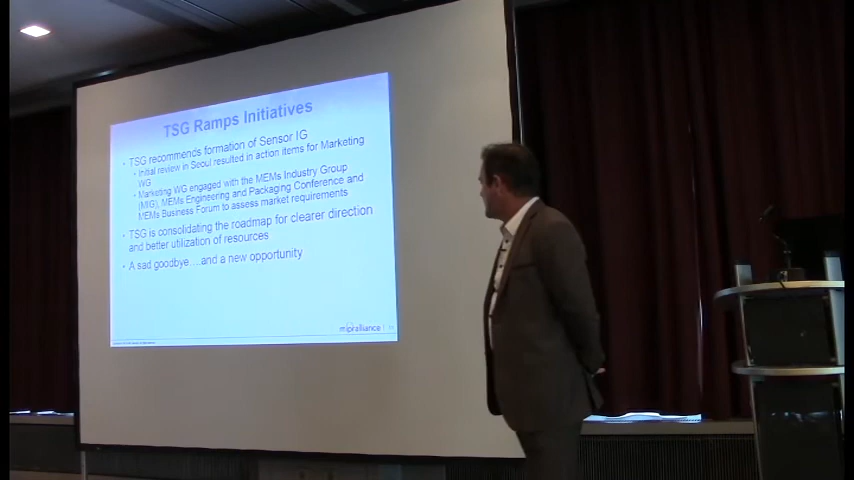 TSG Ramps Initiatives
• TSG recommends formation of Sensor IG
• Initial review in Seoul resulted in action items for Marketing
WG
• Marketing WG engaged with the MEMs Industry Group
(MIG), MEMs Engineering and Packaging Conference and
MEMs Business Forum to assess market requirements
• TSG is consolidating the roadmap for clearer direction
and better utilization of resources
• A sad goodbye….and a new opportunity
mipi alliance